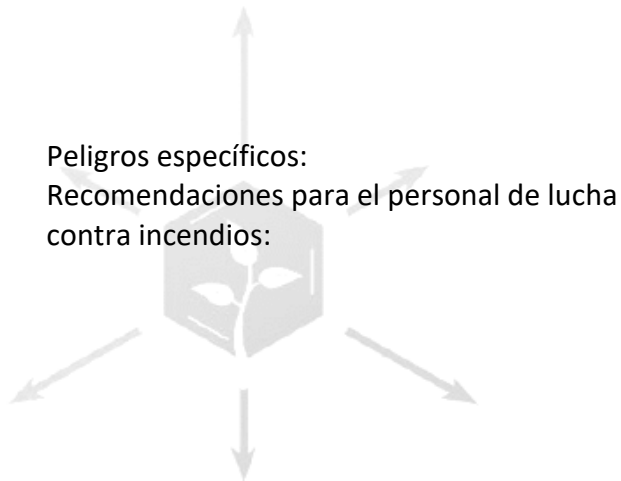 Peligros específicos:
Recomendaciones para el personal de lucha
contra incendios: